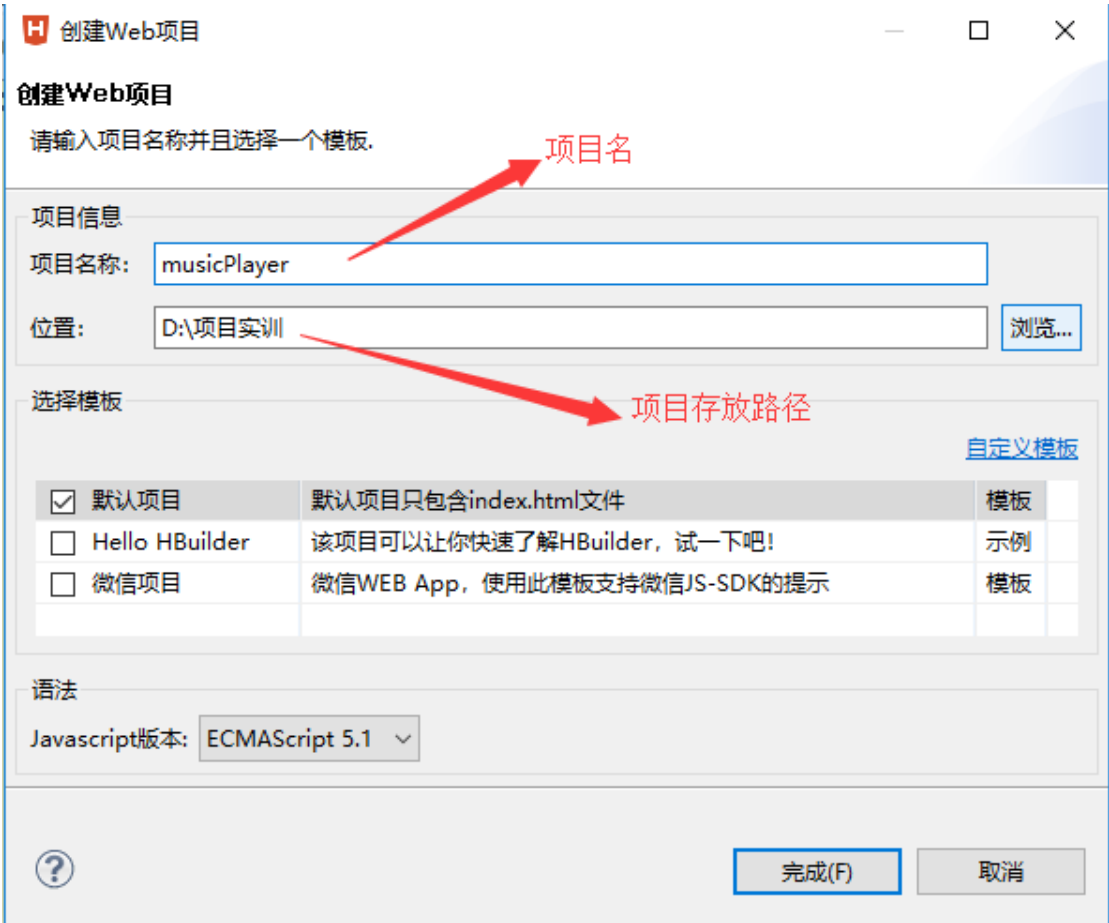 创建Web项目
创建Web项目
请输入项目名称并且选择一个模板.
项目名
项目信息
项目名称: musicPlayer
位置: D:\项目实训 浏览...
项目存放路径
选择模板
自定义模板
默认项目 默认项目只包含index.html文件 模板
Hello HBuilder 该项目可以让你快速了解HBuilder，试一下吧! 示例
微信项目 微信WEB App，使用此模板支持微信JS-SDK的提示 模板
语法
Javascript版本: ECMAScript 5.1
完成(F) 取消